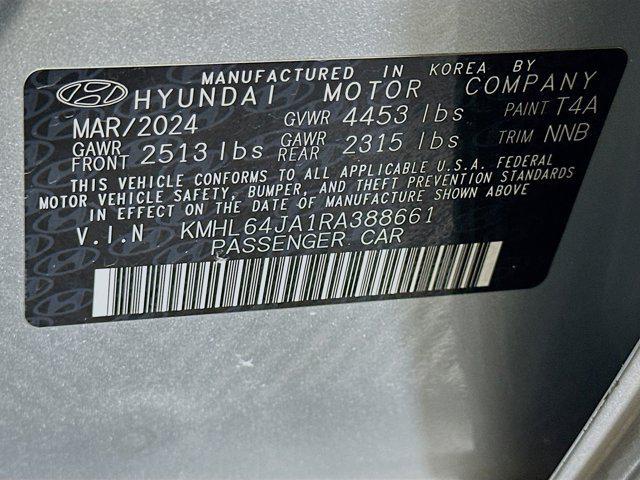 MANUFACTURED IN KOREA BY
HYUNDAI MOTOR COMPANY
MAR/2024 GVWR 4453 lbs PAINT T4A
GAWR FRONT 2513 lbs GAWR REAR 2315 lbs TRIM NNB
THIS VEHICLE CONFORMS TO ALL APPLICABLE U.S.A. FEDERAL
MOTOR VEHICLE SAFETY, BUMPER, AND THEFT PREVENTION STANDARDS
IN EFFECT ON THE DATE OF MANUFACTURE SHOWN ABOVE
V.I.N KMHL64JA1RA388661
PASSENGER CAR